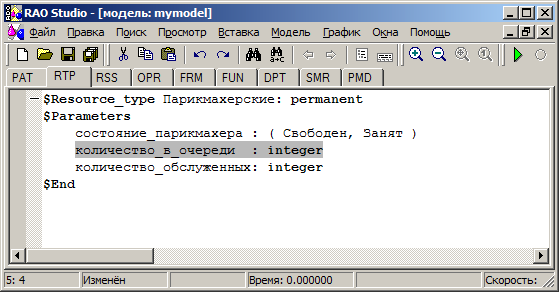 RAO Studio - [модель: mymodel]
Файл Правка Поиск Просмотр Вставка Модель График Окна Помощь
PAT RTP RSS OPR FRM FUN DPT SMR PMD
$Resource_type Парикмахерские: permanent
$Parameters
состояние_парикмахера : ( Свободен, Занят )
количество_в_очереди : integer
количество_обслуженных: integer
$End
5: 4 Изменён Время: 0.000000 Скорость: